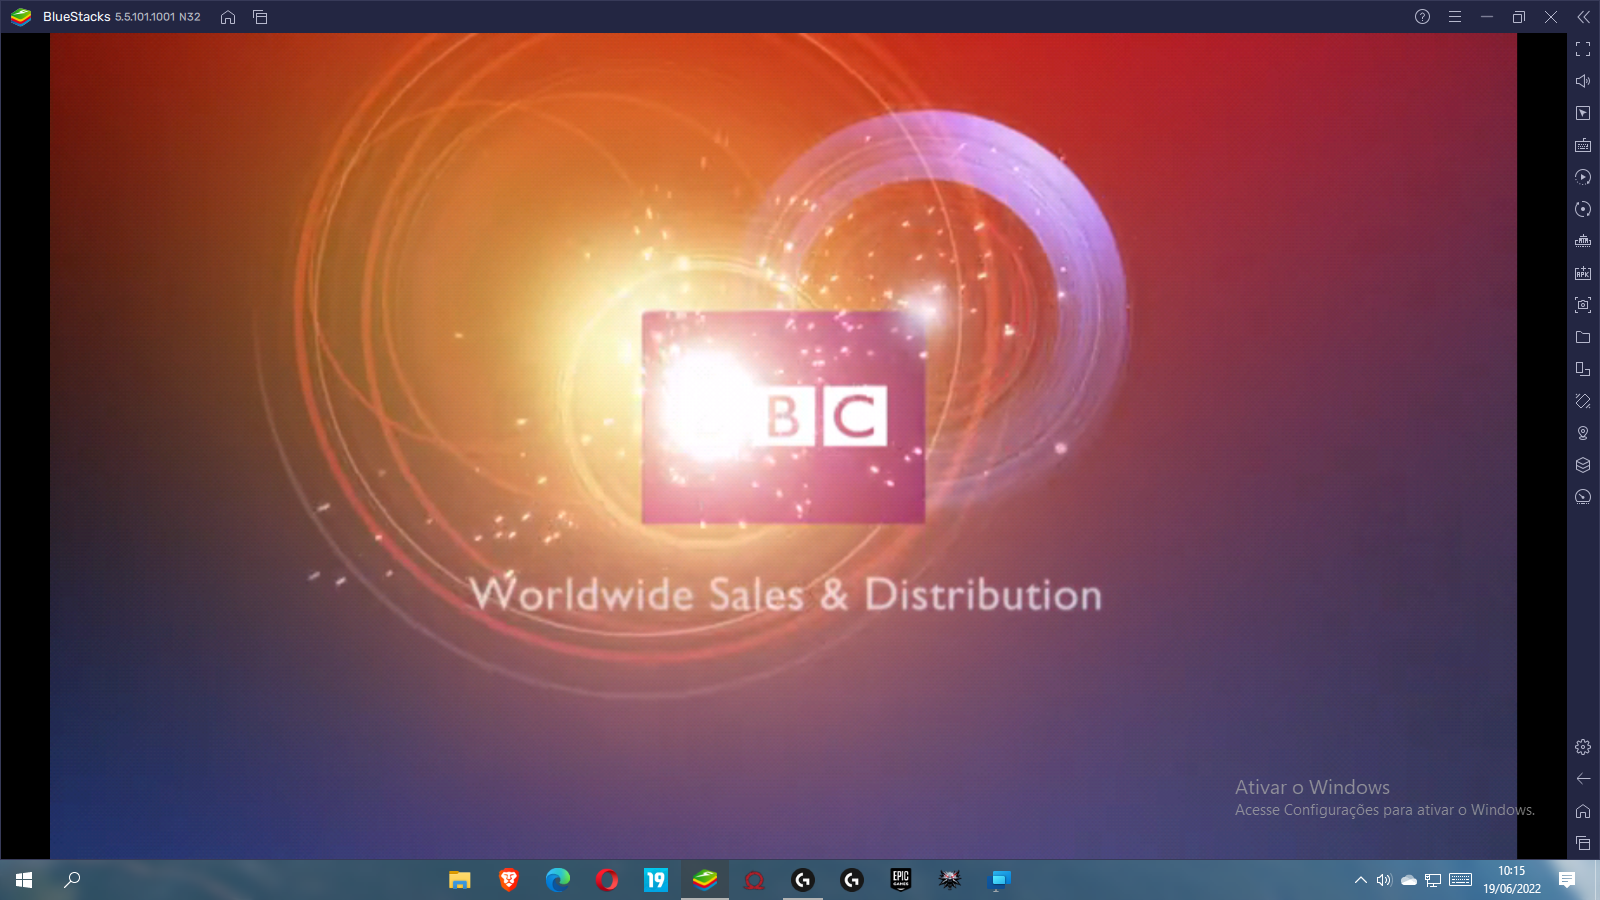 BlueStacks 5.5.101.1001 N32
B C
Worldwide Sales & Distribution
Ativar o Windows
Acesse Configurações para ativar o Windows.
19
EPIC
GAMES
10:15
19/06/2022